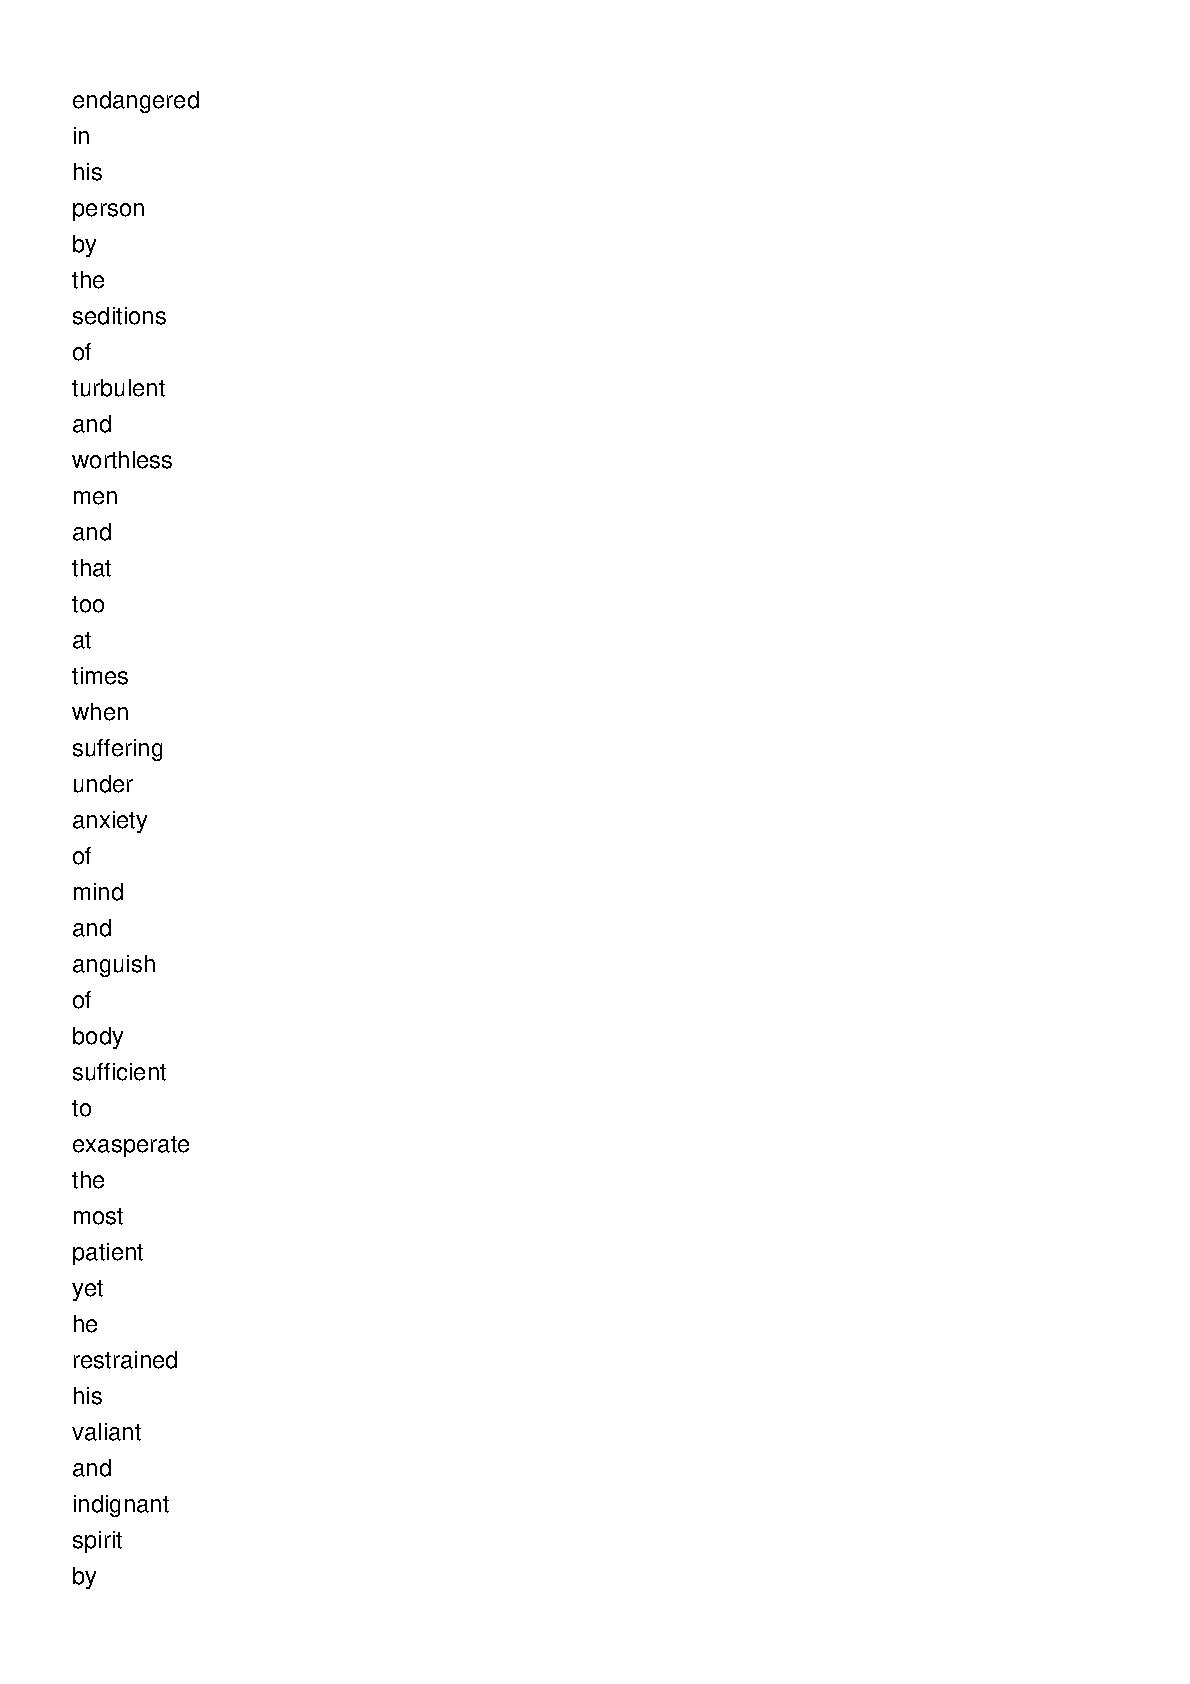 endangered
in
his
person
by
the
seditions
of
turbulent
and
worthless
men
and
that
too
at
times
when
suffering
under
anxiety
of
mind
and
anguish
of
body
sufficient
to
exasperate
the
most
patient
yet
he
restrained
his
valiant
and
indignant
spirit
by